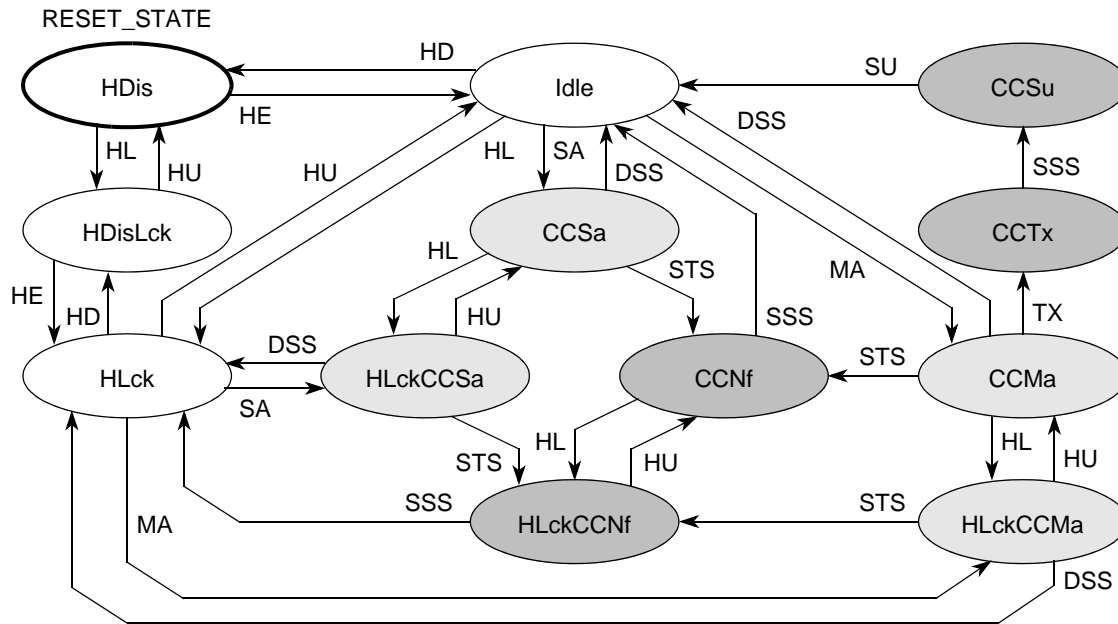 RESET_STATE
HDis
HD
Idle
SU
CCSu
HE
DSS
HL
HU
HU
HL
SA
DSS
SSS
HDisLck
CCSa
CCTx
HL
STS
MA
HE
HD
HU
SSS
TX
DSS
STS
HLck
HLckCCSa
CCNf
CCMa
SA
HL
STS
HL
HU
HU
SSS
STS
MA
HLckCCNf
HLckCCMa
DSS